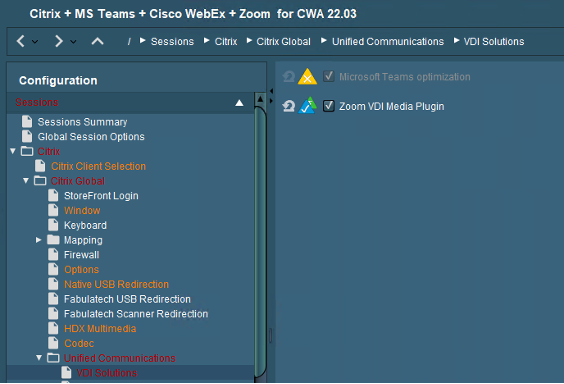 Citrix + MS Teams + Cisco WebEx + Zoom for CWA 22.03
/ Sessions Citrix Citrix Global Unified Communications VDI Solutions
Configuration
Sessions
Sessions Summary
Global Session Options
Citrix
Citrix Client Selection
Citrix Global
StoreFront Login
Window
Keyboard
Mapping
Firewall
Options
Native USB Redirection
Fabulatech USB Redirection
Fabulatech Scanner Redirection
HDX Multimedia
Codec
Unified Communications
VDI Solutions
Microsoft Teams optimization
Zoom VDI Media Plugin